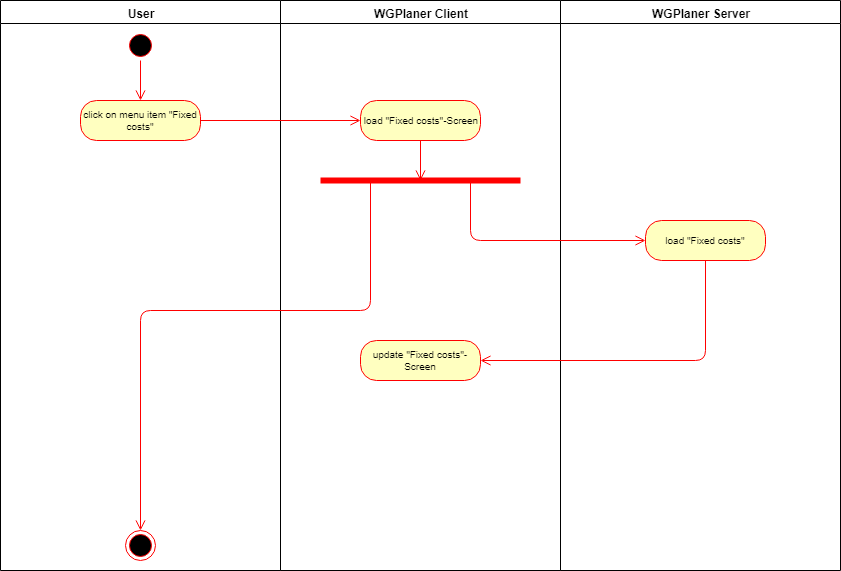 User
WGPlaner Client
WGPlaner Server
click on menu item "Fixed
costs"
load "Fixed costs"-Screen
load "Fixed costs"
update "Fixed costs"-
Screen